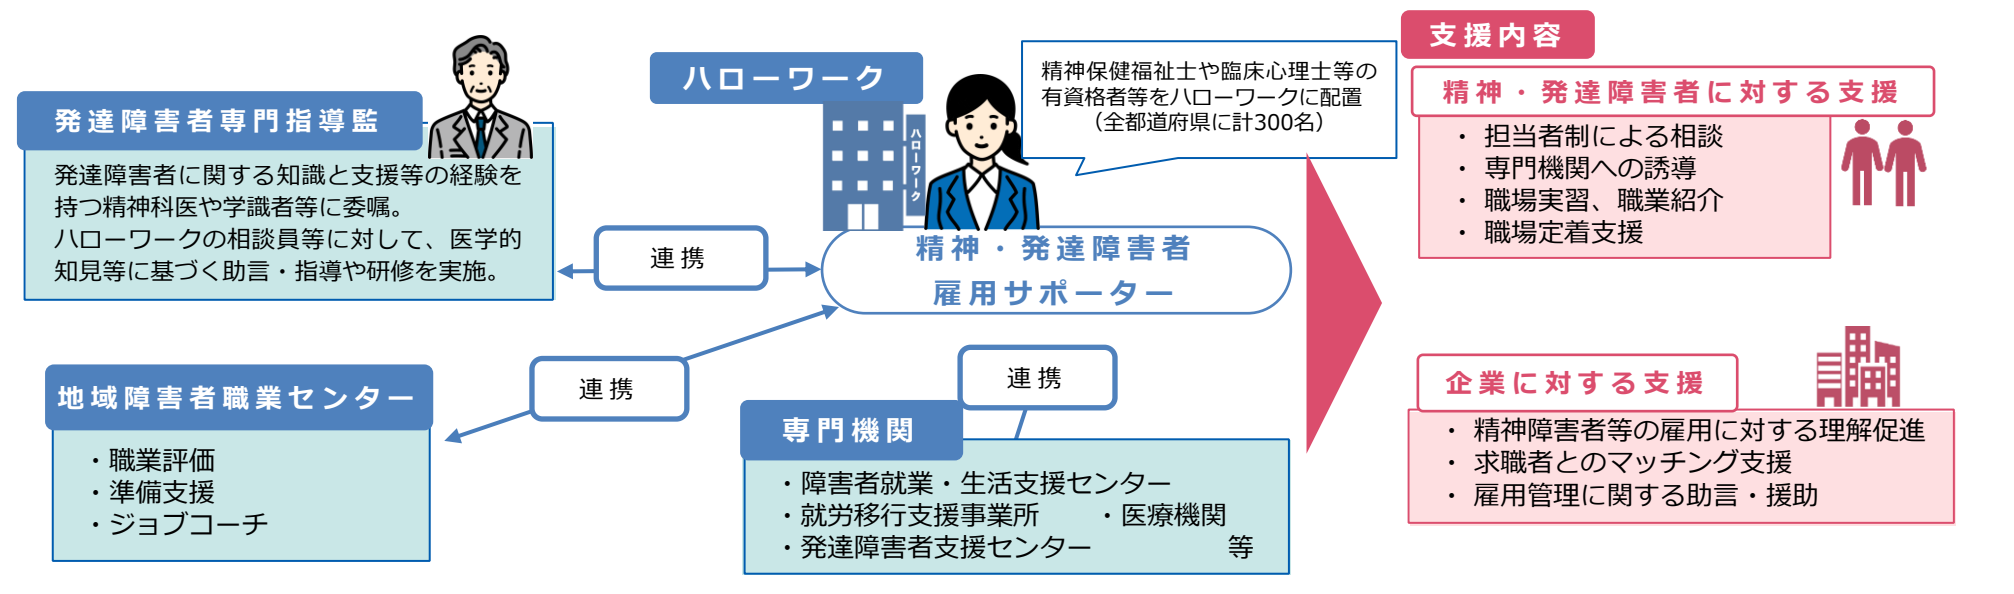 発達障害者専門指導監
発達障害者に関する知識と支援等の経験を
持つ精神科医や学識者等に委嘱。
ハローワークの相談員等に対して、医学的
知見等に基づく助言・指導や研修を実施。
ハローワーク
ハローワーク
精神保健福祉士や臨床心理士等の
有資格者等をハローワークに配置
（全都道府県に計300名）
連携
精神・発達障害者
雇用サポーター
連携
地域障害者職業センター
・職業評価
・準備支援
・ジョブコーチ
連携
専門機関
・障害者就業・生活支援センター
・就労移行支援事業所　・医療機関
・発達障害者支援センター　等
支援内容
精神・発達障害者に対する支援
・ 担当者制による相談
・ 専門機関への誘導
・ 職場実習、職業紹介
・ 職場定着支援
企業に対する支援
・ 精神障害者等の雇用に対する理解促進
・ 求職者とのマッチング支援
・ 雇用管理に関する助言・援助